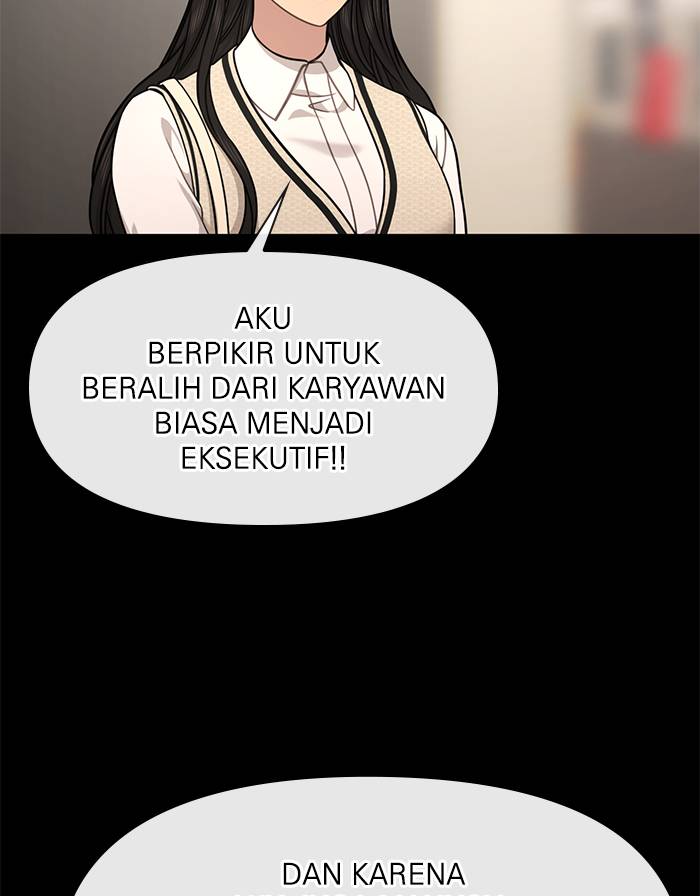 AKU
BERPIKIR UNTUK
BERALIH DARI KARYAWAN
BIASA MENJADI
EKSEKUTIF!!
DAN KARENA